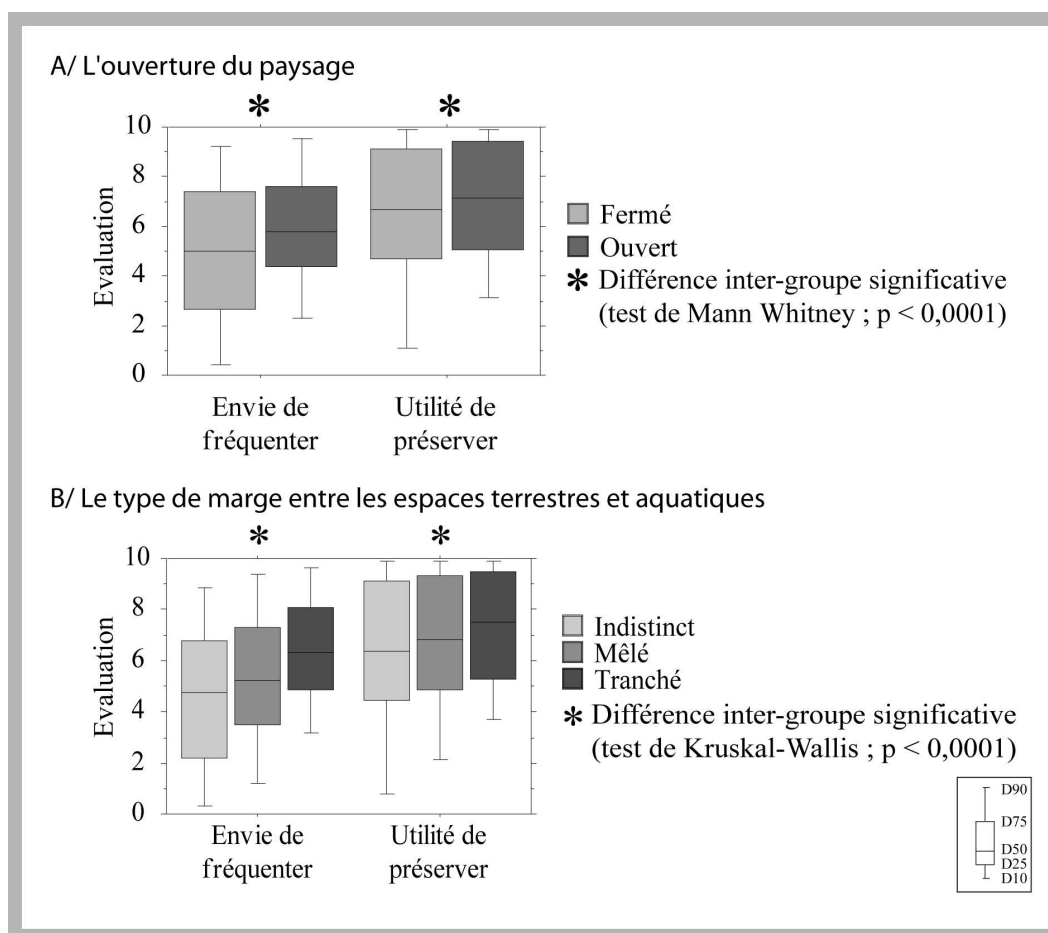 A/ L'ouverture du paysage
* *
10
8
6
4
2
0
Evaluation
Envie de
fréquenter
Utilité de
préserver
Fermé
Ouvert
* Différence inter-groupe significative
(test de Mann Whitney ; p < 0,0001)
B/ Le type de marge entre les espaces terrestres et aquatiques
* *
10
8
6
4
2
0
Evaluation
Envie de
fréquenter
Utilité de
préserver
Indistinct
Mêlé
Tranché
* Différence inter-groupe significative
(test de Kruskal-Wallis ; p < 0,0001)
D90
D75
D50
D25
D10